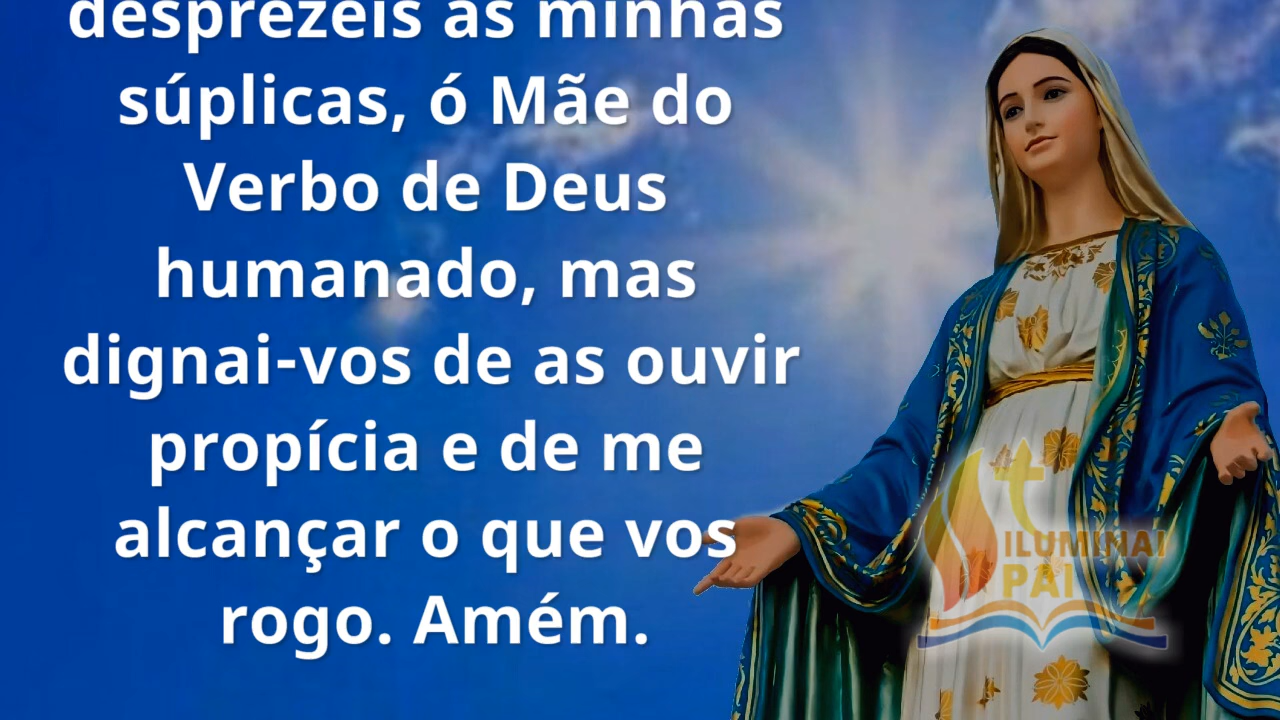 desprezeis as minhas
súplicas, ó Mãe do
Verbo de Deus
humanado, mas
dignai-vos de as ouvir
propícia e de me
alcançar o que vos
rogo. Amém.
ILUMINAI
PAI